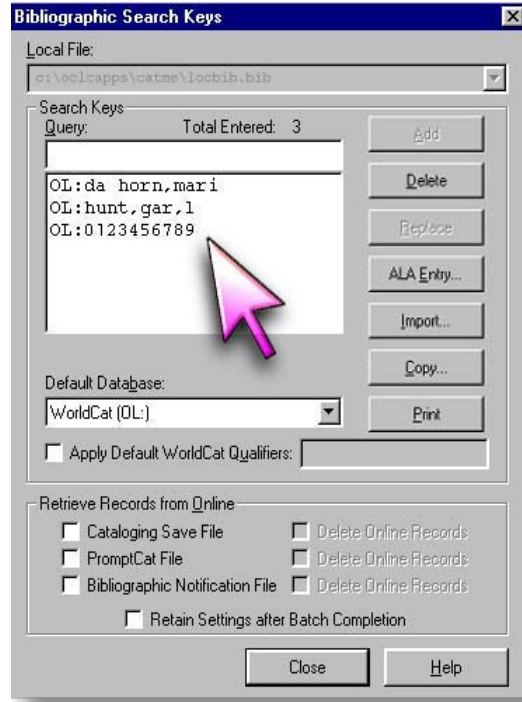 Bibliographic Search Keys
Local File:
c:\oclcapps\catme\locbib.bib
Search Keys
Query: Total Entered: 3
Add
OL:da horn,mari
OL:hunt,gar,l
OL:0123456789
Delete
Replace
ALA Entry...
Import...
Copy...
Print
Default Database:
WorldCat (OL:)
Apply Default WorldCat Qualifiers:
Retrieve Records from Online
Cataloging Save File Delete Online Records
PromptCat File Delete Online Records
Bibliographic Notification File Delete Online Records
Retain Settings after Batch Completion
Close Help